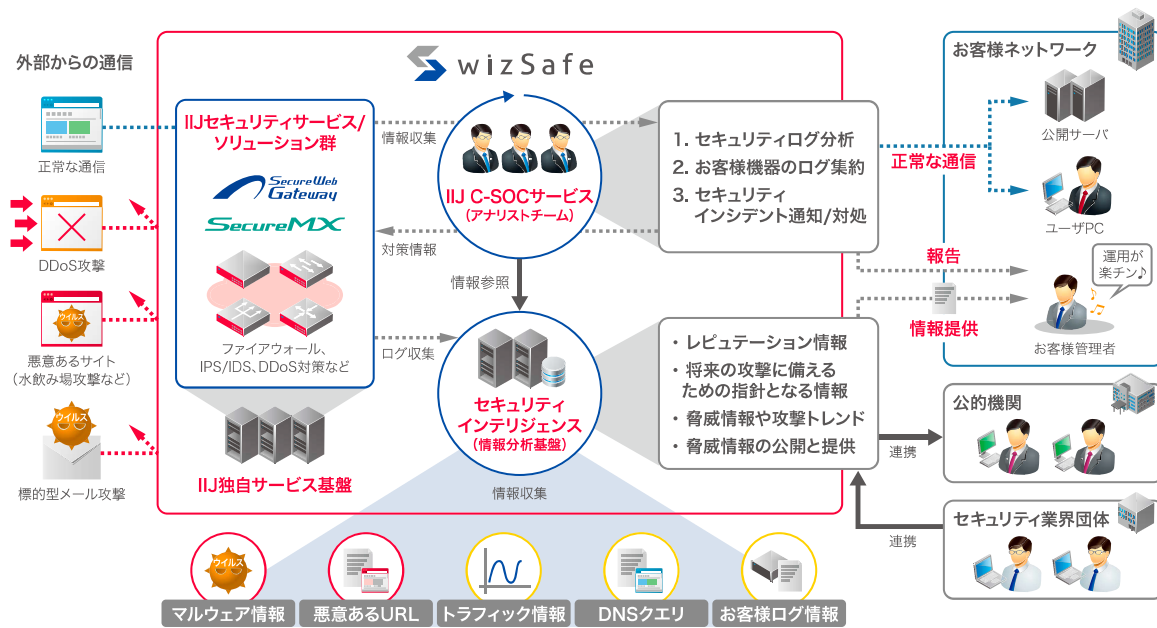 外部からの通信
正常な通信
DDoS攻撃
ウイルス
悪意あるサイト
（水飲み場攻撃など）
ウイルス
標的型メール攻撃
wizSafe
IIJセキュリティサービス/
ソリューション群
SecureWeb
Gateway
SecureMX
ファイアウォール、
IPS/IDS、DDoS対策など
IIJ独自サービス基盤
情報収集
対策情報
ログ収集
IIJ C-SOCサービス
（アナリストチーム）
情報参照
セキュリティ
インテリジェンス
（情報分析基盤）
情報収集
1. セキュリティログ分析
2. お客様機器のログ集約
3. セキュリティ
インシデント通知/対処
・レピュテーション情報
・将来の攻撃に備える
ための指針となる情報
・脅威情報や攻撃トレンド
・脅威情報の公開と提供
正常な通信
報告
情報提供
連携
連携
お客様ネットワーク
公開サーバ
ユーザPC
運用が
楽チン♪
お客様管理者
公的機関
セキュリティ業界団体
ウイルス
マルウェア情報
悪意あるURL
トラフィック情報
DNSクエリ
お客様ログ情報